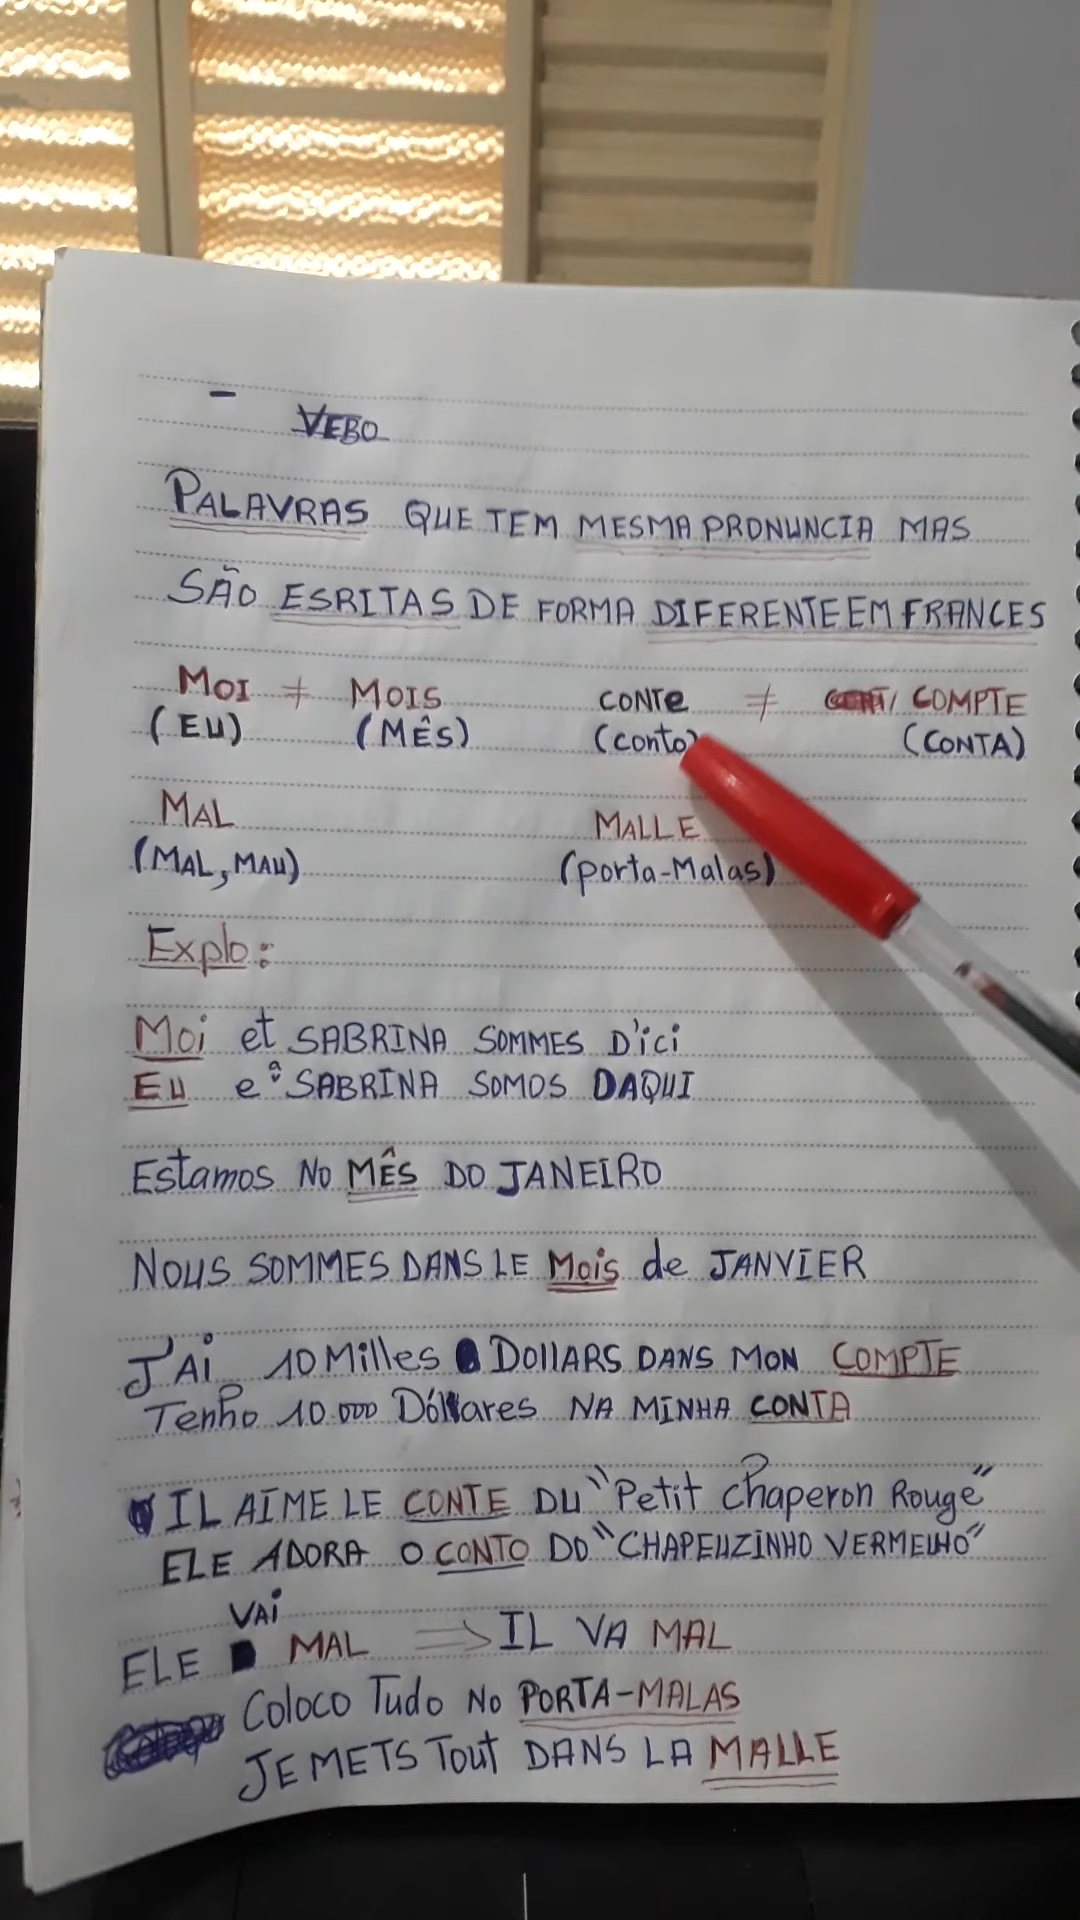 VEBO
PALAVRAS QUE TEM MESMA PRONUNCIA MAS
SÃO ESRITAS DE FORMA DIFERENTE EM FRANCES
MOI ≠ MOIS CONTE ≠ COMPTE
(EU) (MÊS) (conto) (CONTA)
MAL MALLE
(MAL, MAU) (porta-Malas)
Explo:
Moi et SABRINA SOMMES D'ici
EU e a SABRINA SOMOS DAQUI
Estamos NO MÊS DO JANEIRO
NOUS SOMMES DANS LE Mois de JANVIER
J'Ai 10 Milles DOllARS DANS MON COMPTE
Tenho 10.000 Dóllares NA MINHA CONTA
IL AIME LE CONTE DU "Petit chaperon Rouge"
ELE ADORA O CONTO DO "CHAPEUZINHO VERMELHO"
VAi
ELE MAL ⇒ IL VA MAL
Coloco Tudo No PORTA-MALAS
JE METS Tout DANS LA MALLE